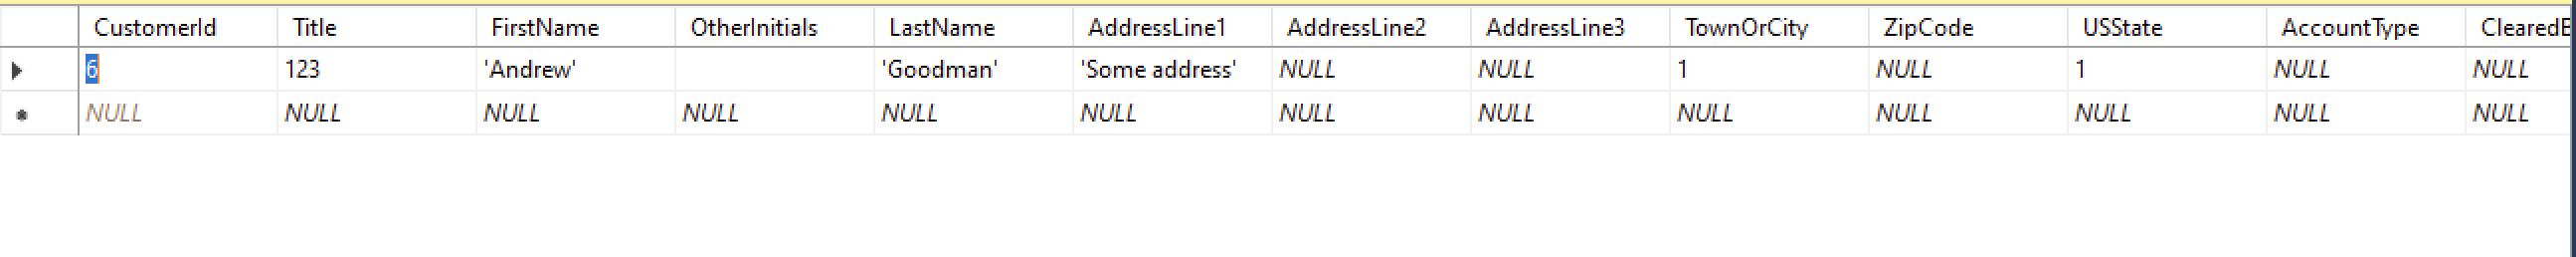 CustomerId Title FirstName OtherInitials LastName AddressLine1 AddressLine2 AddressLine3 TownOrCity ZipCode USState AccountType ClearedB
6 123 'Andrew' 'Goodman' 'Some address' NULL NULL 1 NULL 1 NULL NULL
NULL NULL NULL NULL NULL NULL NULL NULL NULL NULL NULL NULL NULL